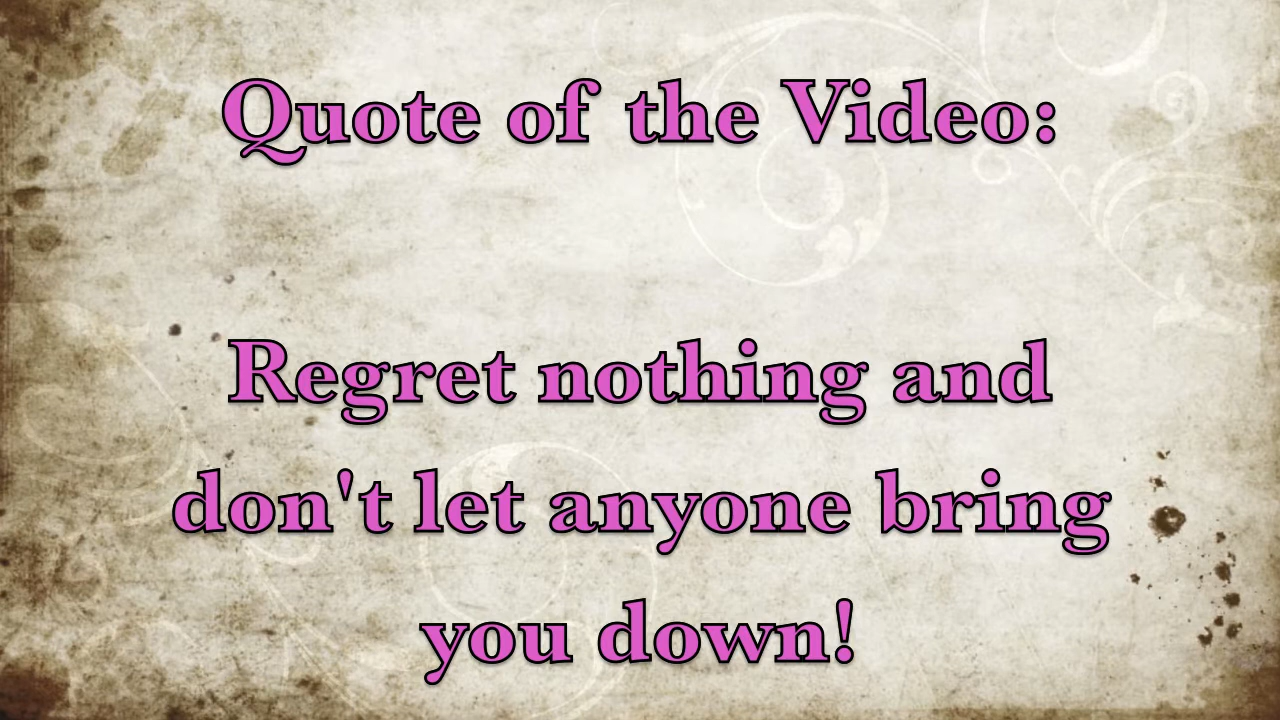 Quote of the Video:
Regret nothing and
don't let anyone bring
you down!